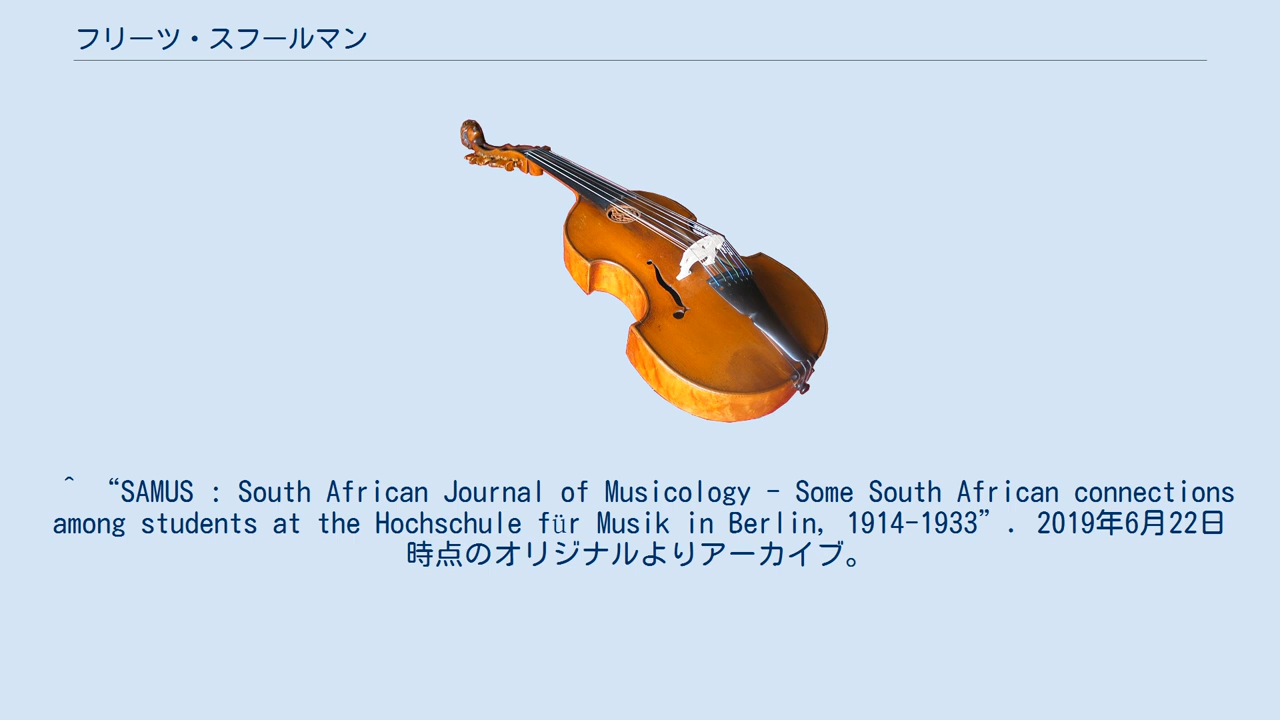 フリーツ・スフールマン
^ “SAMUS : South African Journal of Musicology - Some South African connections
among students at the Hochschule für Musik in Berlin, 1914-1933”. 2019年6月22日
時点のオリジナルよりアーカイブ。